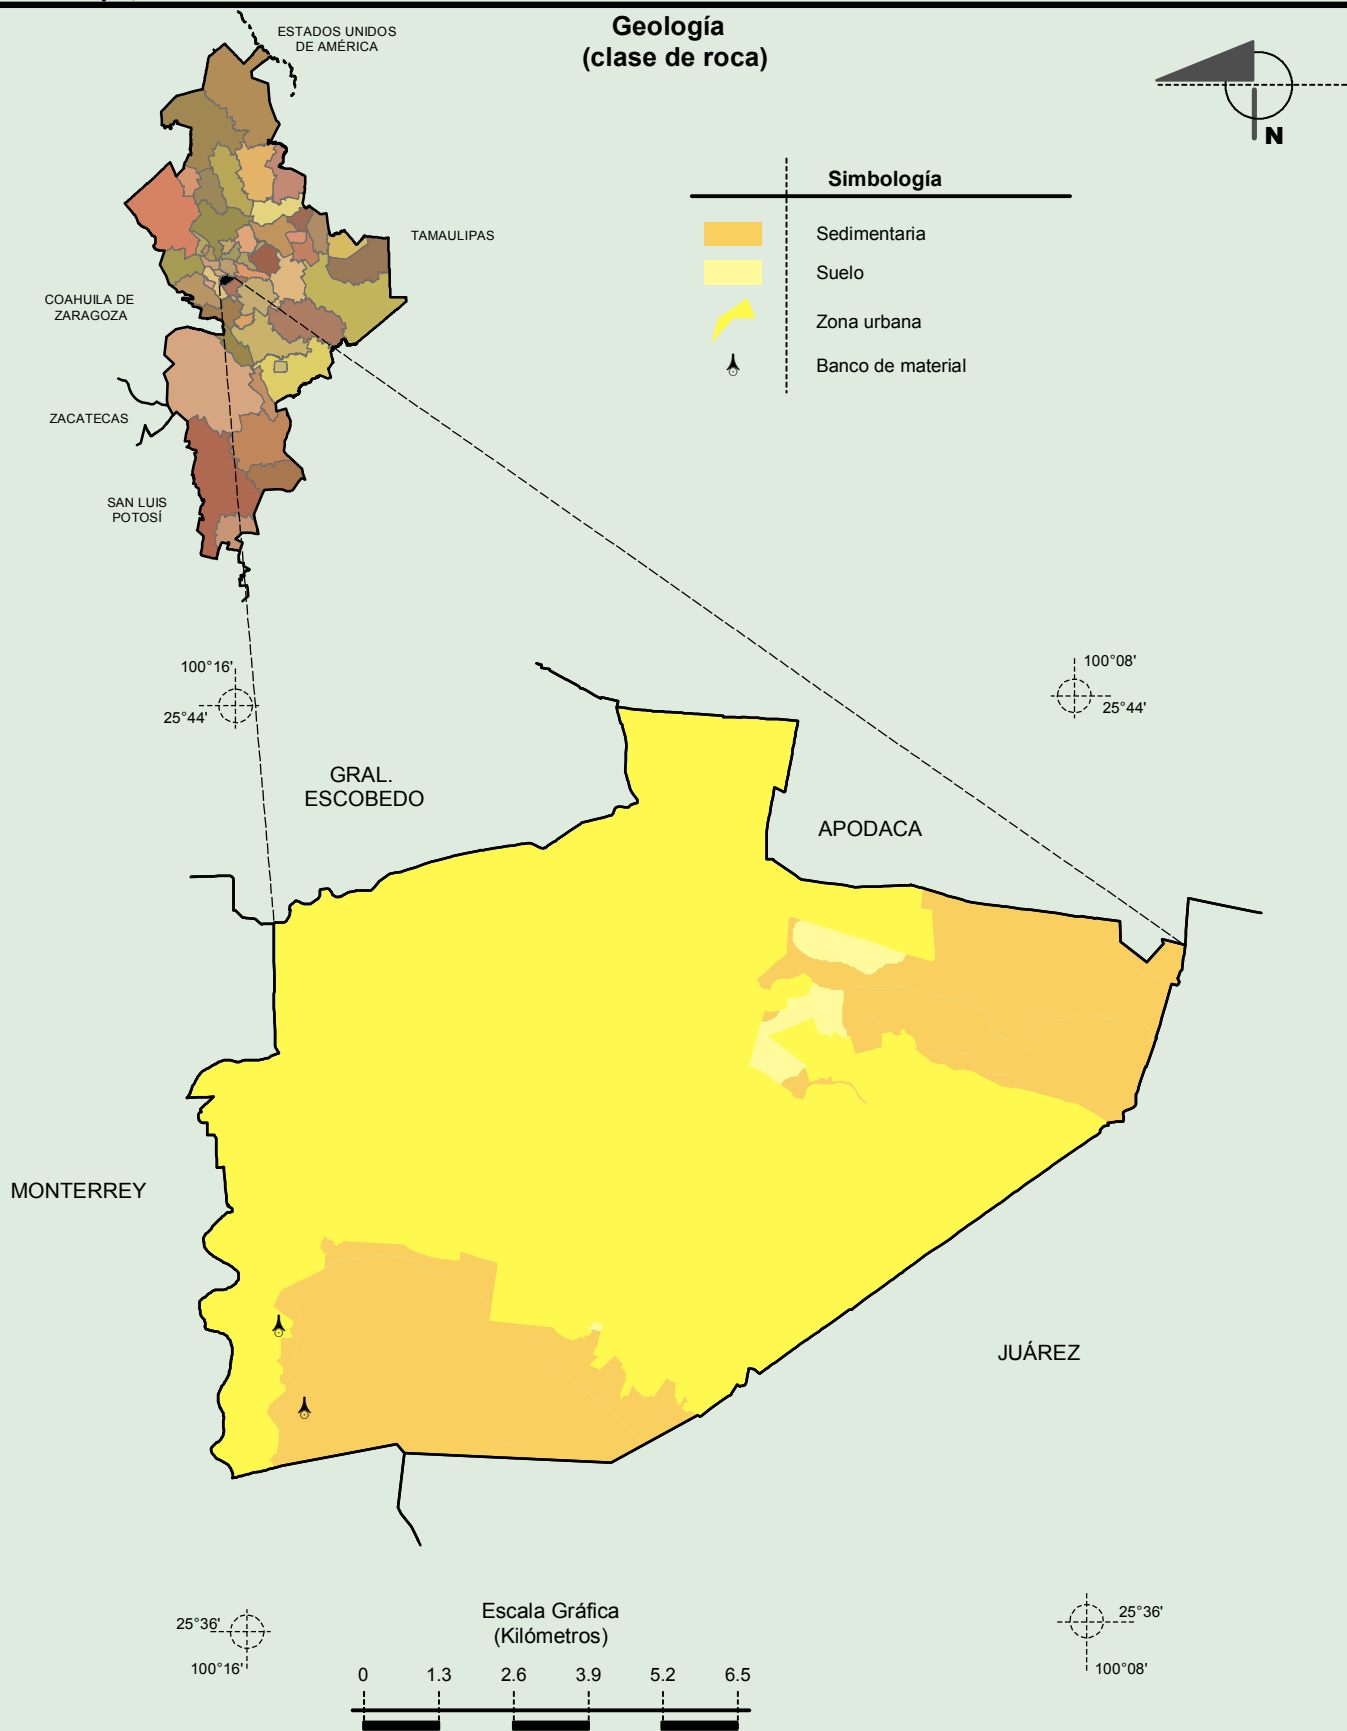 Geología
(clase de roca)
ESTADOS UNIDOS
DE AMÉRICA
N
Simbología
Sedimentaria
Suelo
Zona urbana
Banco de material
TAMAULIPAS
COAHUILA DE
ZARAGOZA
ZACATECAS
SAN LUIS
POTOSÍ
100°16'
25°44'
100°08'
25°44'
GRAL.
ESCOBEDO
APODACA
MONTERREY
JUÁREZ
25°36'
100°16'
Escala Gráfica
(Kilómetros)
0 1.3 2.6 3.9 5.2 6.5
25°36'
100°08'